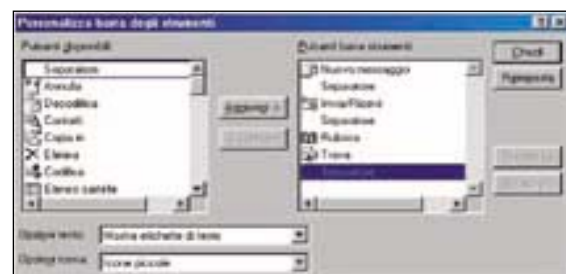 Personalizza barra degli strumenti
Pulsanti disponibili:
Separatore
Annulla
Decodifica
Contatti
Copia in
Elimina
Codifica
Elenco cartelle
Aggiungi ->
Pulsanti barra strumenti:
Nuovo messaggio
Separatore
Invia/Ricevi
Separatore
Rubrica
Trova
Separatore
Chiudi
Reimposta
Opzioni testo:
Mostra etichette di testo
Opzioni icona:
Icone piccole